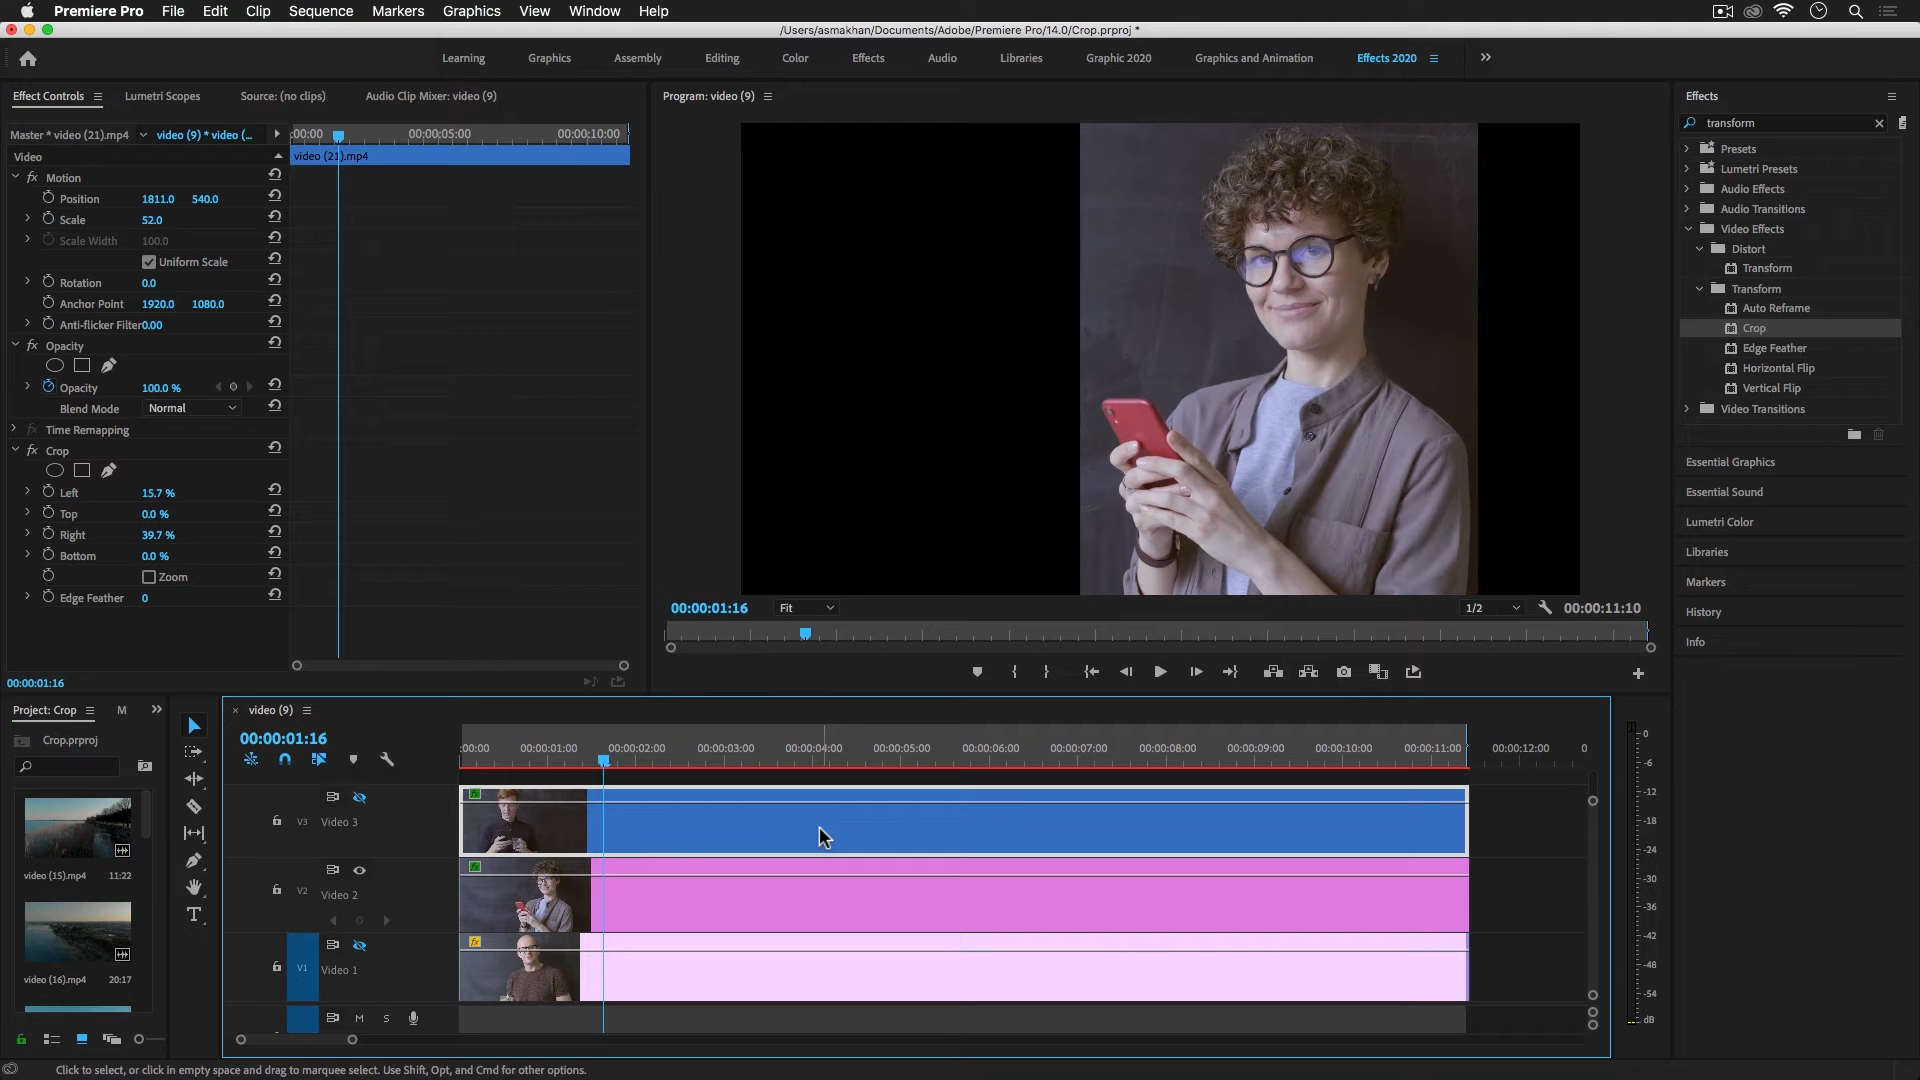 Premiere Pro File Edit Clip Sequence Markers Graphics View Window Help
/Users/asmakhan/Documents/Adobe/Premiere Pro/14.0/Crop.prproj *
Learning Graphics Assembly Editing Color Effects Audio Libraries Graphic 2020 Graphics and Animation Effects 2020
Effect Controls Lumetri Scopes Source: (no clips) Audio Clip Mixer: video (9)
Master * video (21).mp4 video (9) * video (...
:00:00 00:00:05:00 00:00:10:00
Video
video (21).mp4
Motion
Position 1811.0 540.0
Scale 52.0
Scale Width 100.0
Uniform Scale
Rotation 0.0
Anchor Point 1920.0 1080.0
Anti-flicker Filter 0.00
fx Opacity
Opacity 100.0 %
Blend Mode Normal
fx Time Remapping
fx Crop
Left 15.7 %
Top 0.0 %
Right 39.7 %
Bottom 0.0 %
Zoom
Edge Feather 0
00:00:01:16
Program: video (9)
00:00:01:16 Fit 1/2 00:00:11:10
Effects
transform
Presets
Lumetri Presets
Audio Effects
Audio Transitions
Video Effects
Distort
Transform
Transform
Auto Reframe
Crop
Edge Feather
Horizontal Flip
Vertical Flip
Video Transitions
Essential Graphics
Essential Sound
Lumetri Color
Libraries
Markers
History
Info
Project: Crop M
Crop.prproj
video (15).mp4 11:22
video (16).mp4 20:17
video (9)
00:00:01:16
:00:00 00:00:01:00 00:00:02:00 00:00:03:00 00:00:04:00 00:00:05:00 00:00:06:00 00:00:07:00 00:00:08:00 00:00:09:00 00:00:10:00 00:00:11:00 00:00:12:00 0
V3 Video 3
V2 Video 2
V1 Video 1
M S
0
-6
-12
-18
-24
-30
-36
-42
-48
-54
dB
Click to select, or click in empty space and drag to marquee select. Use Shift, Opt, and Cmd for other options.